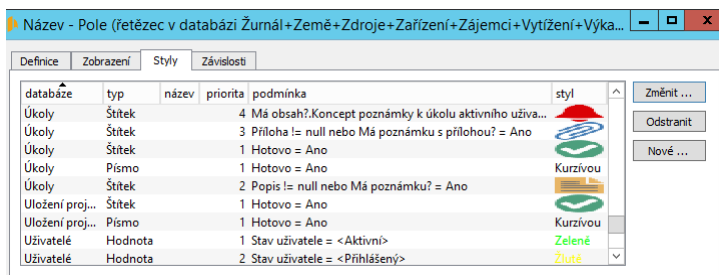 Název - Pole (řetězec v databázi Žurnál+Země+Zdroje+Zařízení+Zájemci+Vytížení+Výka...
Definice Zobrazení Styly Závislosti
databáze typ název priorita podmínka styl
Úkoly Štítek 4 Má obsah?.Koncept poznámky k úkolu aktivního uživa...
Úkoly Štítek 3 Příloha != null nebo Má poznámku s přílohou? = Ano
Úkoly Štítek 1 Hotovo = Ano
Úkoly Písmo 1 Hotovo = Ano Kurzívou
Úkoly Štítek 2 Popis != null nebo Má poznámku? = Ano
Uložení proj... Štítek 1 Hotovo = Ano
Uložení proj... Písmo 1 Hotovo = Ano Kurzívou
Uživatelé Hodnota 1 Stav uživatele = <Aktivní> Zeleně
Uživatelé Hodnota 2 Stav uživatele = <Přihlášený> Žlutě
Změnit ...
Odstranit
Nové ...